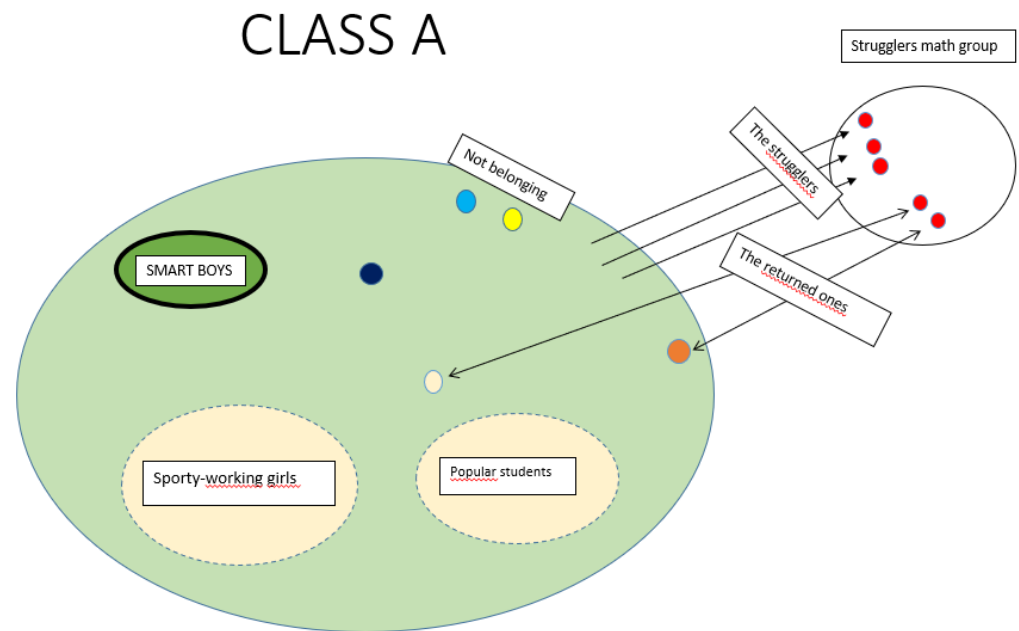 CLASS A
Strugglers math group
The strugglers
Not belonging
SMART BOYS
The returned ones
Sporty-working girls
Popular students